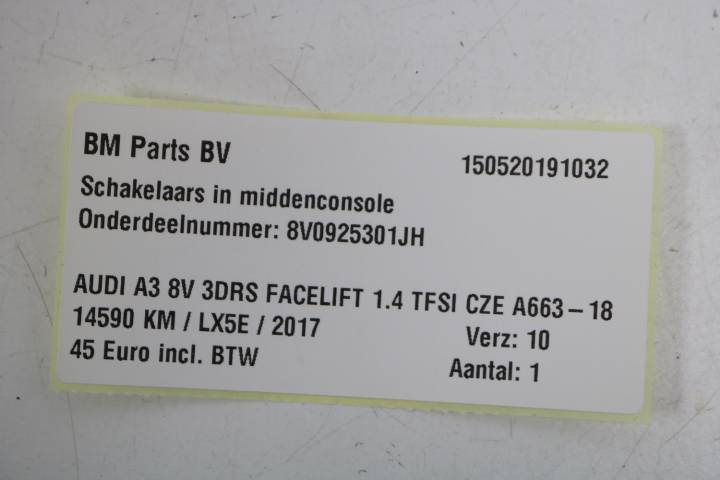 BM Parts BV 150520191032
Schakelaars in middenconsole
Onderdeelnummer: 8V0925301JH
AUDI A3 8V 3DRS FACELIFT 1.4 TFSI CZE A663-18
14590 KM / LX5E / 2017 Verz: 10
45 Euro incl. BTW Aantal: 1